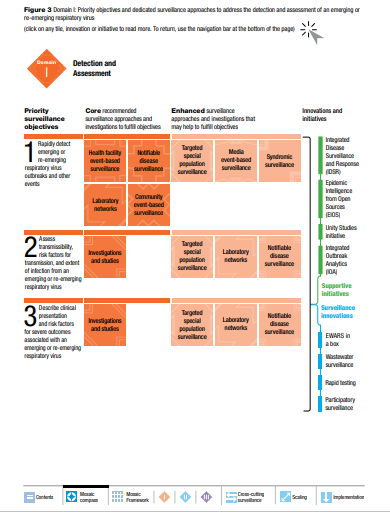 Figure 3 Domain I: Priority objectives and dedicated surveillance approaches to address the detection and assessment of an emerging or
re-emerging respiratory virus
(click on any tile, innovation or initiative to read more. To return, use the navigation bar at the bottom of the page)
Domain
I
Detection and
Assessment
Priority
surveillance
objectives
Core recommended
surveillance approaches and
investigations to fulfill objectives
Enhanced surveillance
approaches and investigations that
may help to fulfil objectives
Innovations and
initiatives
1 Rapidly detect
emerging or
re-emerging
respiratory virus
outbreaks and other
events
Health facility
event-based
surveillance
Notifiable
disease
surveillance
Laboratory
networks
Community
event-based
surveillance
Targeted
special
population
surveillance
Media
event-based
surveillance
Syndromic
surveillance
2 Assess
transmissibility,
risk factors for
transmission, and extent
of infection from an
emerging or re-emerging
respiratory virus
Investigations
and studies
Targeted
special
population
surveillance
Laboratory
networks
Notifiable
disease
surveillance
3 Describe clinical
presentation
and risk factors
for severe outcomes
associated with an
emerging or re-emerging
respiratory virus
Investigations
and studies
Targeted
special
population
surveillance
Laboratory
networks
Notifiable
disease
surveillance
Integrated
Disease
Surveillance
and Response
(IDSR)
Epidemic
Intelligence
from Open
Sources
(EIOS)
Unity Studies
initiative
Integrated
Outbreak
Analytics
(IOA)
Supportive
initiatives
Surveillance
innovations
EWARS in
a box
Wastewater
surveillance
Rapid testing
Participatory
surveillance
Contents
Mosaic
compass
Mosaic
Framework
I
II
III
Cross-cutting
surveillance
Scaling
Implementation